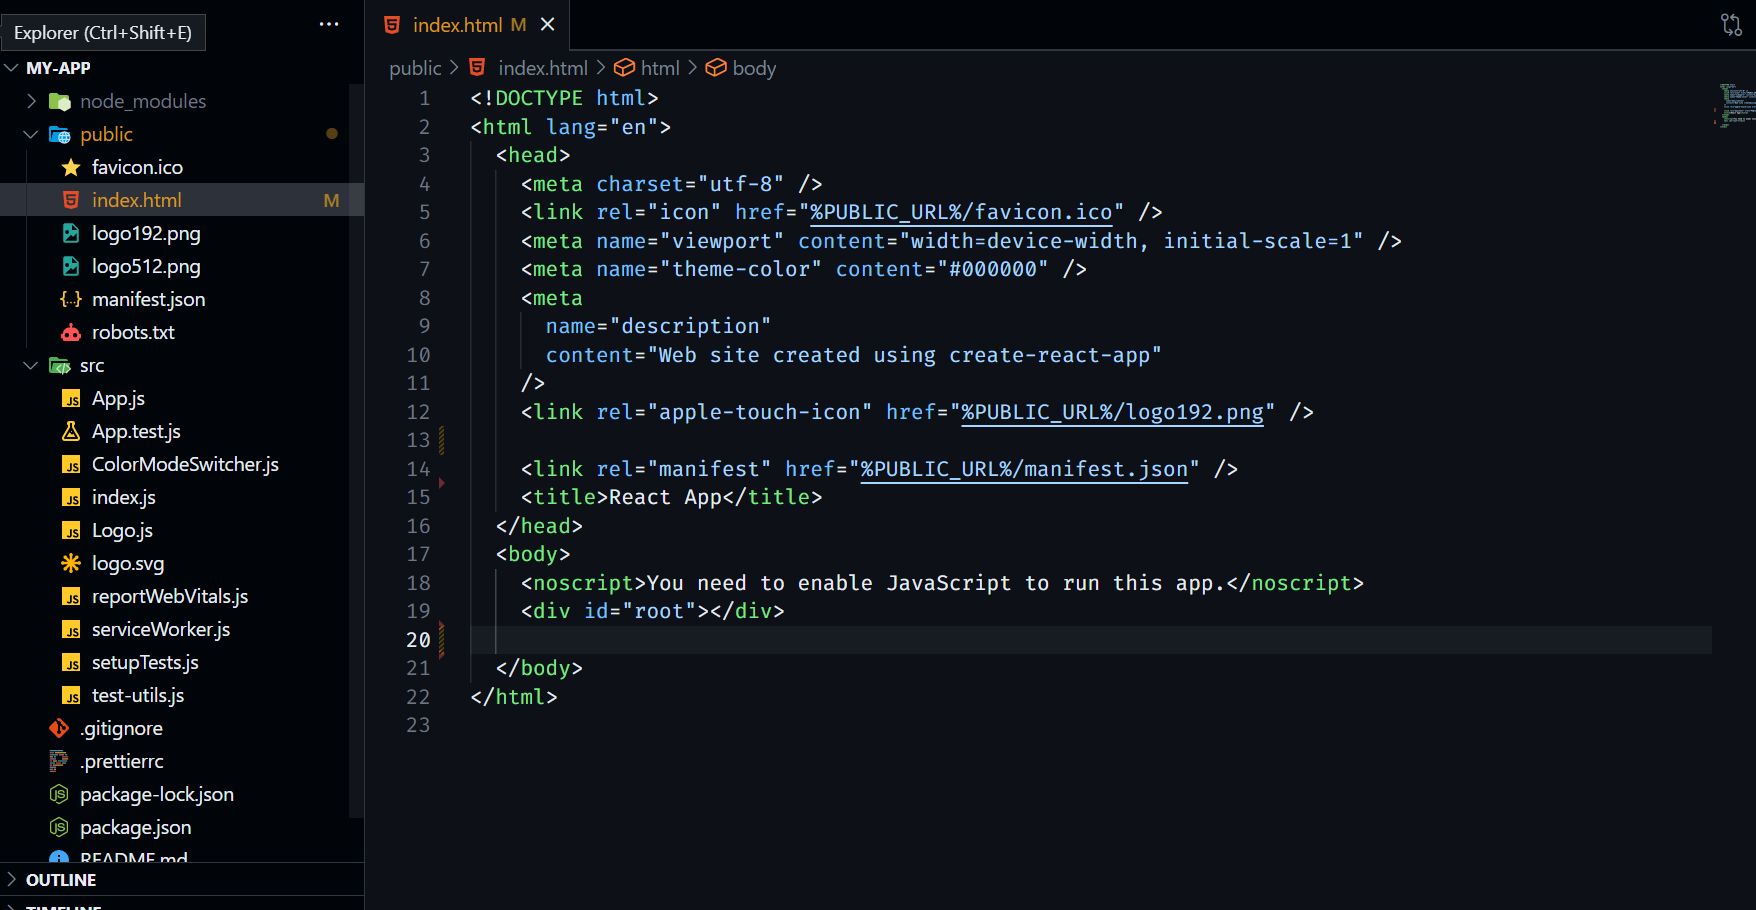 Explorer (Ctrl+Shift+E)
MY-APP
node_modules
public
favicon.ico
index.html M
logo192.png
logo512.png
manifest.json
robots.txt
src
App.js
App.test.js
ColorModeSwitcher.js
index.js
Logo.js
logo.svg
reportWebVitals.js
serviceWorker.js
setupTests.js
test-utils.js
.gitignore
.prettierrc
package-lock.json
package.json
README.md
OUTLINE
TIMELINE
index.html M
public > index.html > html > body
1 <!DOCTYPE html>
2 <html lang="en">
3 <head>
4 <meta charset="utf-8" />
5 <link rel="icon" href="%PUBLIC_URL%/favicon.ico" />
6 <meta name="viewport" content="width=device-width, initial-scale=1" />
7 <meta name="theme-color" content="#000000" />
8 <meta
9 name="description"
10 content="Web site created using create-react-app"
11 />
12 <link rel="apple-touch-icon" href="%PUBLIC_URL%/logo192.png" />
13
14 <link rel="manifest" href="%PUBLIC_URL%/manifest.json" />
15 <title>React App</title>
16 </head>
17 <body>
18 <noscript>You need to enable JavaScript to run this app.</noscript>
19 <div id="root"></div>
20
21 </body>
22 </html>
23